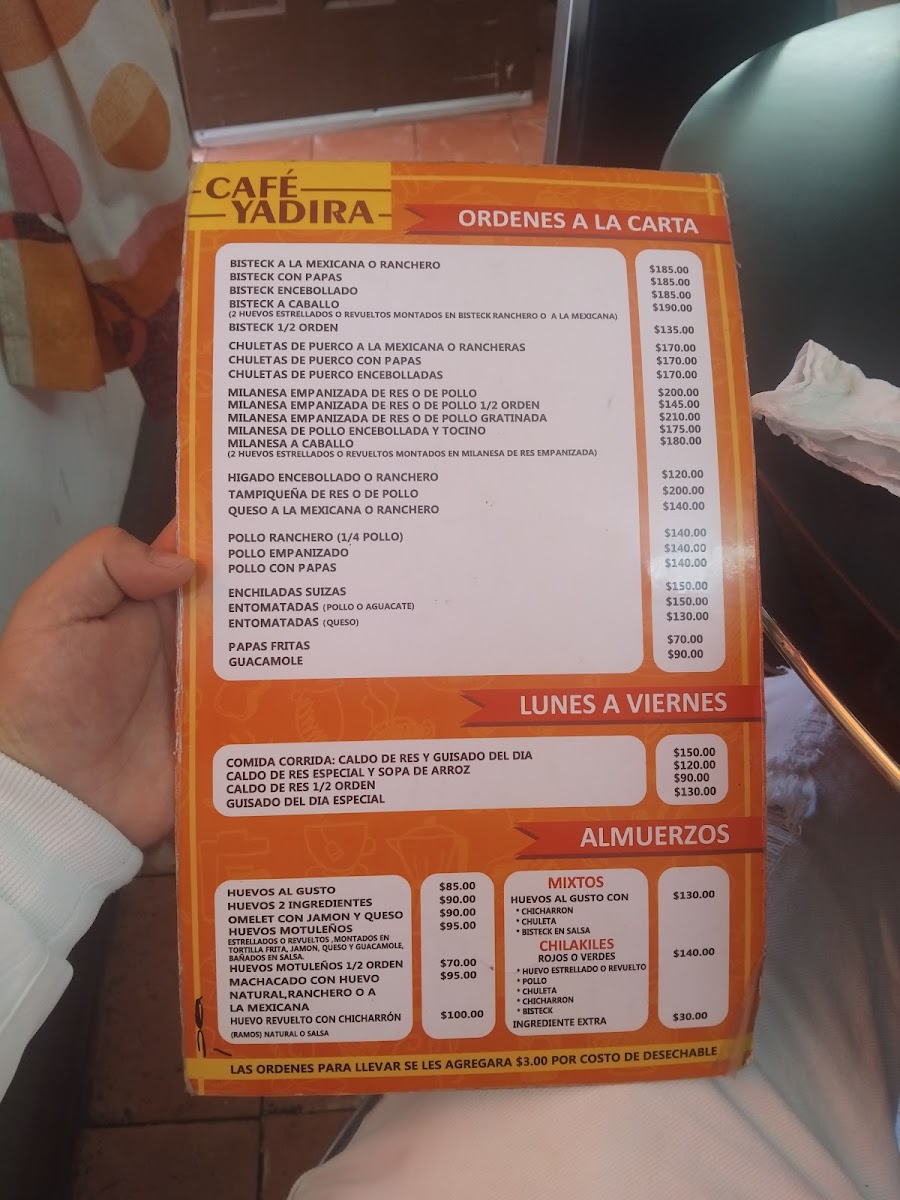 CAFÉ
YADIRA
ORDENES A LA CARTA
BISTECK A LA MEXICANA O RANCHERO $185.00
BISTECK CON PAPAS $185.00
BISTECK ENCEBOLLADO $185.00
BISTECK A CABALLO $190.00
(2 HUEVOS ESTRELLADOS O REVUELTOS MONTADOS EN BISTECK RANCHERO O A LA MEXICANA)
BISTECK 1/2 ORDEN $135.00
CHULETAS DE PUERCO A LA MEXICANA O RANCHERAS $170.00
CHULETAS DE PUERCO CON PAPAS $170.00
CHULETAS DE PUERCO ENCEBOLLADAS $170.00
MILANESA EMPANIZADA DE RES O DE POLLO $200.00
MILANESA EMPANIZADA DE RES O DE POLLO 1/2 ORDEN $145.00
MILANESA EMPANIZADA DE RES O DE POLLO GRATINADA $210.00
MILANESA DE POLLO ENCEBOLLADA Y TOCINO $175.00
MILANESA A CABALLO $180.00
(2 HUEVOS ESTRELLADOS O REVUELTOS MONTADOS EN MILANESA DE RES EMPANIZADA)
HIGADO ENCEBOLLADO O RANCHERO $120.00
TAMPIQUEÑA DE RES O DE POLLO $200.00
QUESO A LA MEXICANA O RANCHERO $140.00
POLLO RANCHERO (1/4 POLLO) $140.00
POLLO EMPANIZADO $140.00
POLLO CON PAPAS $140.00
ENCHILADAS SUIZAS $150.00
ENTOMATADAS (POLLO O AGUACATE) $150.00
ENTOMATADAS (QUESO) $130.00
PAPAS FRITAS $70.00
GUACAMOLE $90.00
LUNES A VIERNES
COMIDA CORRIDA: CALDO DE RES Y GUISADO DEL DIA $150.00
CALDO DE RES ESPECIAL Y SOPA DE ARROZ $120.00
CALDO DE RES 1/2 ORDEN $90.00
GUISADO DEL DIA ESPECIAL $130.00
ALMUERZOS
HUEVOS AL GUSTO $85.00
HUEVOS 2 INGREDIENTES $90.00
OMELET CON JAMON Y QUESO $90.00
HUEVOS MOTULEÑOS $95.00
ESTRELLADOS O REVUELTOS ,MONTADOS EN
TORTILLA FRITA, JAMON, QUESO Y GUACAMOLE,
BAÑADOS EN SALSA.
HUEVOS MOTULEÑOS 1/2 ORDEN $70.00
MACHACADO CON HUEVO $95.00
NATURAL,RANCHERO O A
LA MEXICANA
HUEVO REVUELTO CON CHICHARRÓN $100.00
(RAMOS) NATURAL O SALSA
MIXTOS
HUEVOS AL GUSTO CON $130.00
* CHICHARRON
* CHULETA
* BISTECK EN SALSA
CHILAKILES
ROJOS O VERDES $140.00
* HUEVO ESTRELLADO O REVUELTO
* POLLO
* CHULETA
* CHICHARRON
* BISTECK
INGREDIENTE EXTRA $30.00
LAS ORDENES PARA LLEVAR SE LES AGREGARA $3.00 POR COSTO DE DESECHABLE